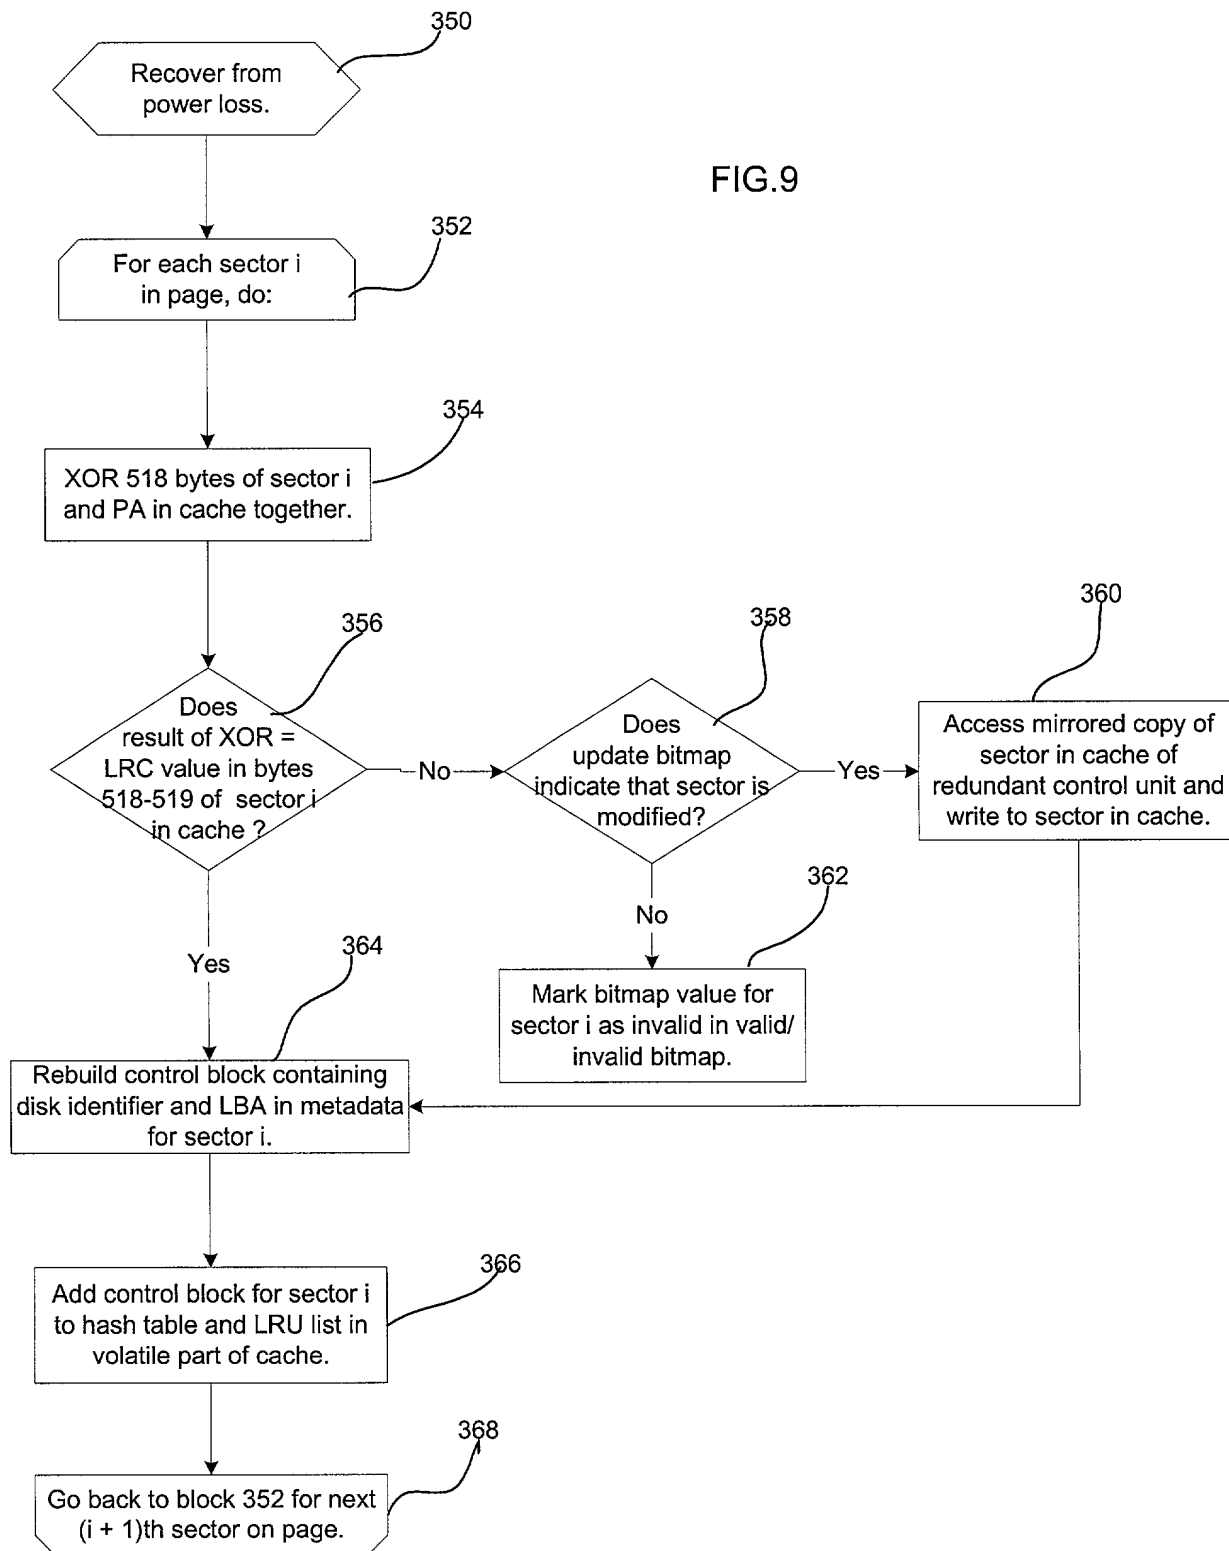 350
Recover from
power loss.
FIG.9
352
For each sector i
in page, do:
354
XOR 518 bytes of sector i
and PA in cache together.
356
Does
result of XOR =
LRC value in bytes
518-519 of sector i
in cache ?
No
358
Does
update bitmap
indicate that sector is
modified?
Yes
360
Access mirrored copy of
sector in cache of
redundant control unit and
write to sector in cache.
No
362
Mark bitmap value for
sector i as invalid in valid/
invalid bitmap.
Yes
364
Rebuild control block containing
disk identifier and LBA in metadata
for sector i.
366
Add control block for sector i
to hash table and LRU list in
volatile part of cache.
368
Go back to block 352 for next
(i + 1)th sector on page.